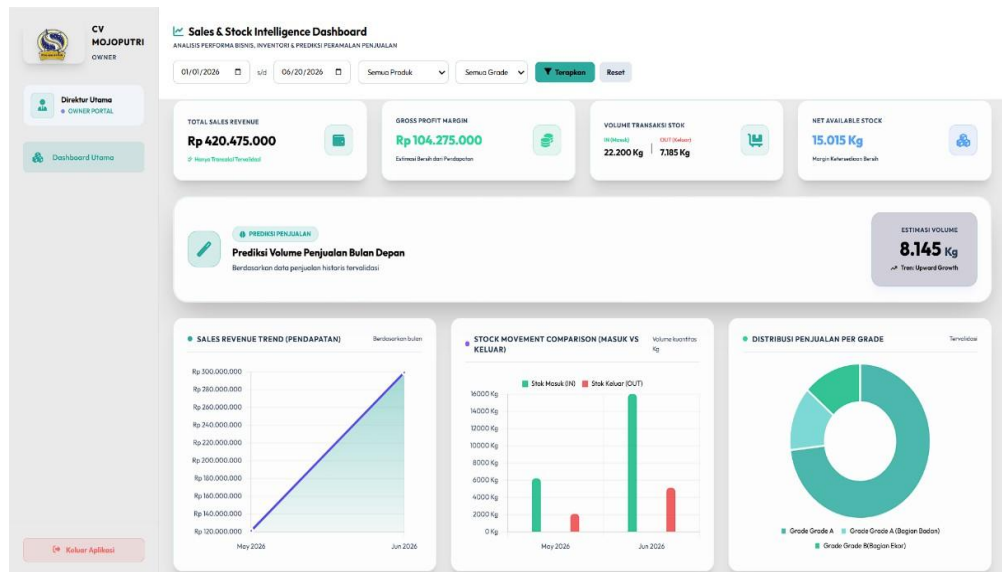 CV
MOJOPUTRI
OWNER
Direktur Utama
OWNER PORTAL
Dashboard Utama
Keluar Aplikasi
Sales & Stock Intelligence Dashboard
ANALISIS PERFORMA BISNIS, INVENTORI & PREDIKSI PERAMALAN PENJUALAN
01/01/2026 s/d 06/20/2026 Semua Produk Semua Grade Terapkan Reset
TOTAL SALES REVENUE
Rp 420.475.000
Hanya Transaksi Tervalidasi
GROSS PROFIT MARGIN
Rp 104.275.000
Estimasi Bersih dari Pendapatan
VOLUME TRANSAKSI STOK
IN (Masuk) OUT (Keluar)
22.200 Kg 7.185 Kg
NET AVAILABLE STOCK
15.015 Kg
Margin Ketersediaan Bersih
PREDIKSI PENJUALAN
Prediksi Volume Penjualan Bulan Depan
Berdasarkan data penjualan historis tervalidasi
ESTIMASI VOLUME
8.145 Kg
Tren: Upward Growth
SALES REVENUE TREND (PENDAPATAN) Berdasarkan bulan
Rp 300.000.000
Rp 280.000.000
Rp 260.000.000
Rp 240.000.000
Rp 220.000.000
Rp 200.000.000
Rp 180.000.000
Rp 160.000.000
Rp 140.000.000
Rp 120.000.000
May 2026 Jun 2026
STOCK MOVEMENT COMPARISON (MASUK VS
KELUAR)
Volume kuantitas
Kg
Stok Masuk (IN) Stok Keluar (OUT)
16000 Kg
14000 Kg
12000 Kg
10000 Kg
8000 Kg
6000 Kg
4000 Kg
2000 Kg
0 Kg
May 2026 Jun 2026
DISTRIBUSI PENJUALAN PER GRADE Tervalidasi
Grade Grade A Grade Grade A (Bagian Badan)
Grade Grade B(Bagian Ekor)